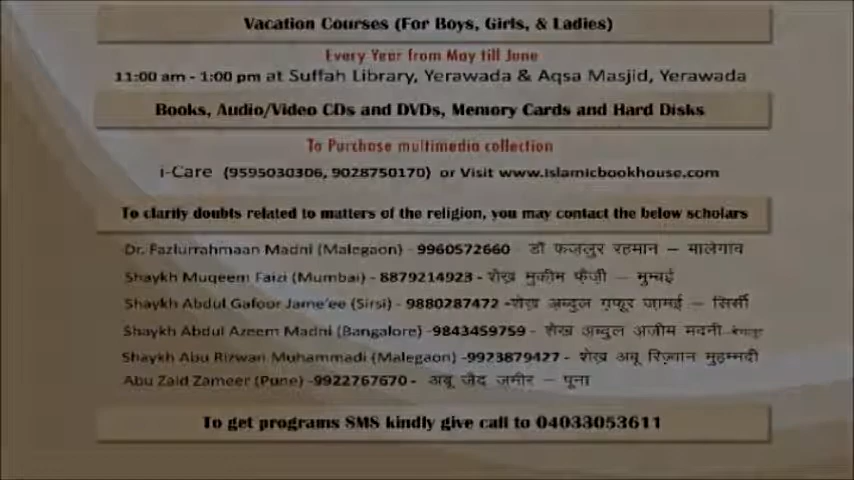 Vacation Courses (For Boys, Girls, & Ladies)
Every Year from May till June
11:00 am - 1:00 pm at Suffah Library, Yerawada & Aqsa Masjid, Yerawada
Books, Audio/Video CDs and DVDs, Memory Cards and Hard Disks
To Purchase multimedia collection
i-Care (9595030306, 9028750170) or Visit www.islamicbookhouse.com
To clarify doubts related to matters of the religion, you may contact the below scholars
Dr. Fazlurrahmaan Madni (Malegaon) - 9960572660 डॉ फज़लुर रहमान – मालेगाव
Shaykh Muqeem Faizi (Mumbai) - 8879214923 - शेख़ मुक़ीम फ़ैज़ी – मुम्बई
Shaykh Abdul Gafoor Jame'ee (Sirsi) - 9880287472 -शेख़ अब्दुल ग़फ़ूर जामई – सिर्सी
Shaykh Abdul Azeem Madni (Bangalore) -9843459759 - शेख़ अब्दुल अज़ीम मदनी
Shaykh Abu Rizwan Muhammadi (Malegaon) -9923879427 - शेख़ अबू रिज़्वान मुहम्मदी
Abu Zaid Zameer (Pune) -9922767670 - अबू ज़ैद ज़मीर – पूना
To get programs SMS kindly give call to 04033053611